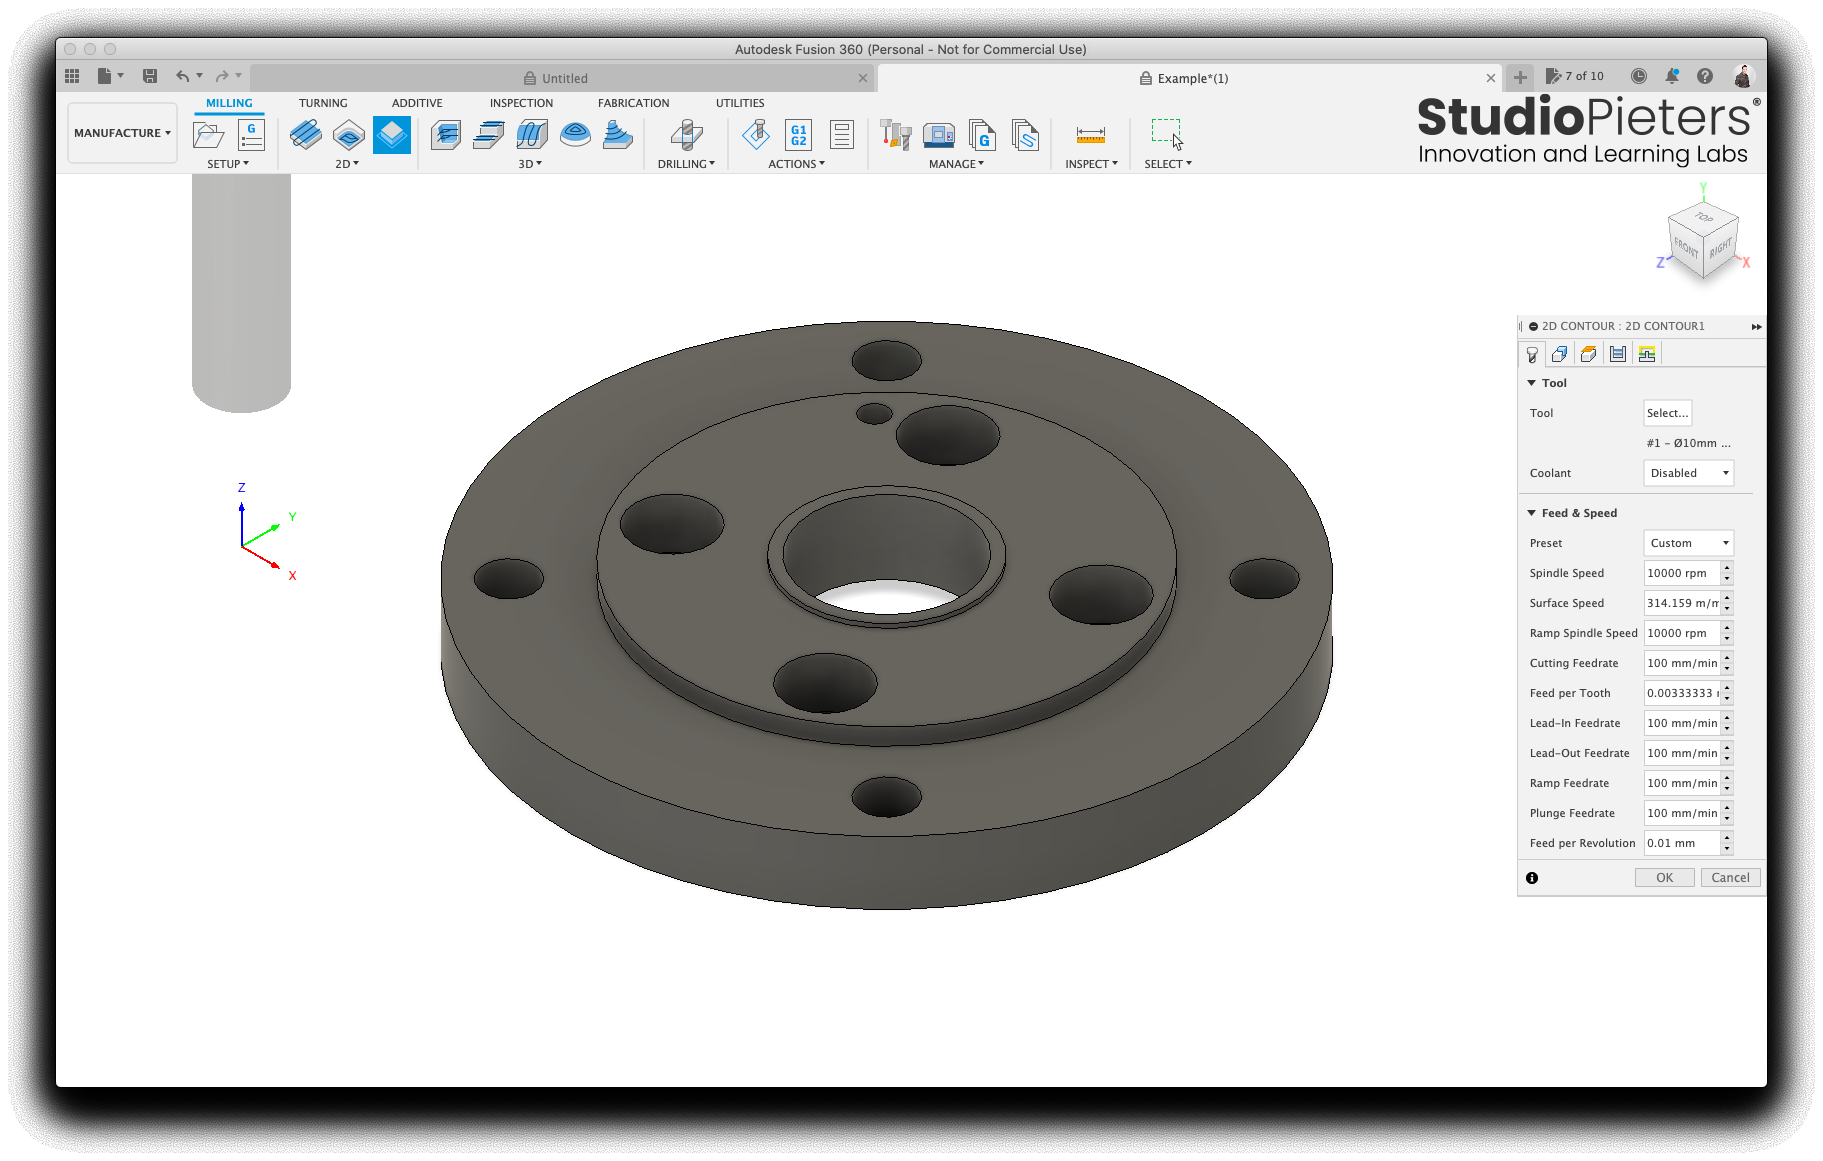 Autodesk Fusion 360 (Personal - Not for Commercial Use)
Untitled
Example*(1)
7 of 10
MANUFACTURE
MILLING TURNING ADDITIVE INSPECTION FABRICATION UTILITIES
G
G1
G2
G
SETUP 2D 3D DRILLING ACTIONS MANAGE INSPECT SELECT
StudioPieters®
Innovation and Learning Labs
Y
TOP
FRONT
RIGHT
Z
X
Z
Y
X
2D CONTOUR : 2D CONTOUR1
Tool
Tool Select...
#1 - Ø10mm ...
Coolant Disabled
Feed & Speed
Preset Custom
Spindle Speed 10000 rpm
Surface Speed 314.159 m/m
Ramp Spindle Speed 10000 rpm
Cutting Feedrate 100 mm/min
Feed per Tooth 0.00333333
Lead-In Feedrate 100 mm/min
Lead-Out Feedrate 100 mm/min
Ramp Feedrate 100 mm/min
Plunge Feedrate 100 mm/min
Feed per Revolution 0.01 mm
OK Cancel